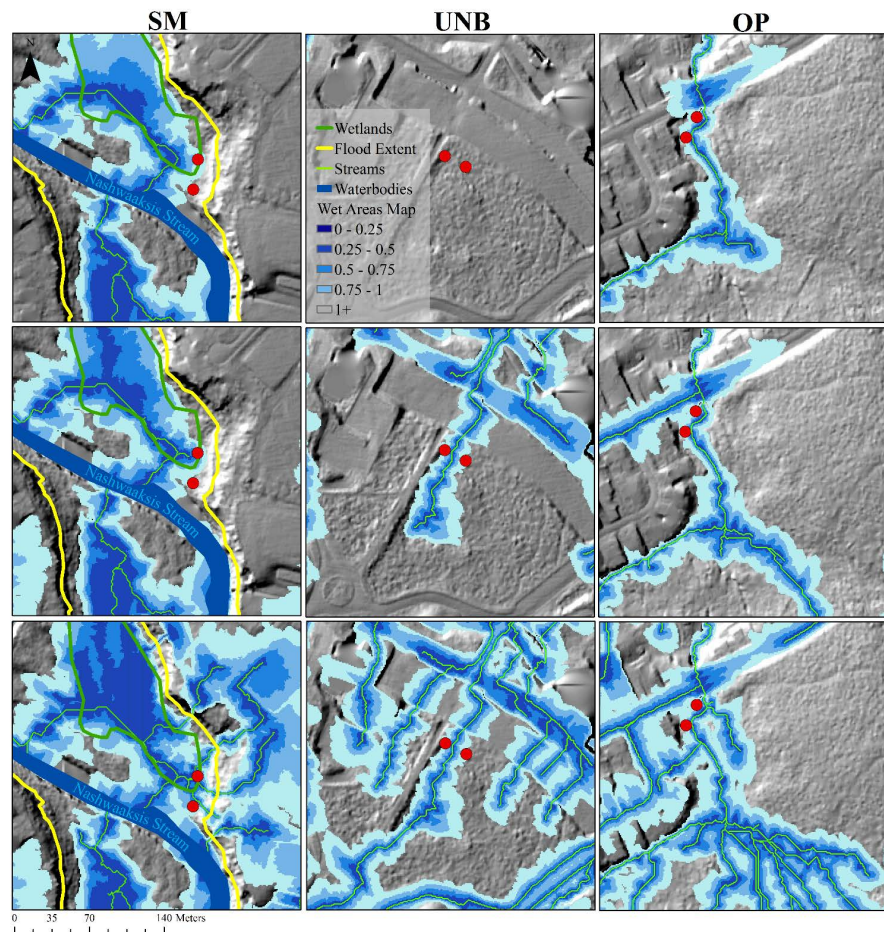 SM
UNB
OP
N
Wetlands
Flood Extent
Streams
Waterbodies
Wet Areas Map
0 - 0.25
0.25 - 0.5
0.5 - 0.75
0.75 - 1
1+
Nashwaaksis Stream
Nashwaaksis Stream
Nashwaaksis Stream
0 35 70 140 Meters